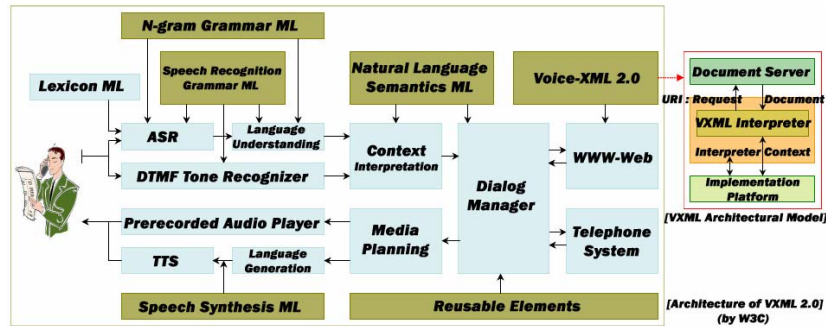 N-gram Grammar ML
Speech Recognition
Grammar ML
Natural Language
Semantics ML
Voice-XML 2.0
Document Server
Lexicon ML
URI : Request
Document
VXML Interpreter
ASR
Language
Understanding
Context
Interpretation
WWW-Web
Interpreter Context
DTMF Tone Recognizer
Dialog
Manager
Implementation
Platform
[VXML Architectural Model]
Prerecorded Audio Player
Media
Planning
Telephone
System
TTS
Language
Generation
Speech Synthesis ML
Reusable Elements
[Architecture of VXML 2.0]
(by W3C)